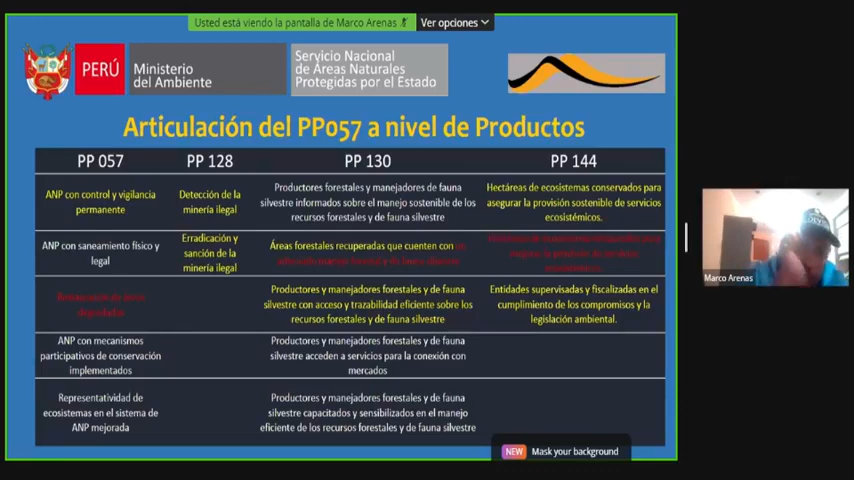 Usted está viendo la pantalla de Marco Arenas
Ver opciones
PERÚ
Ministerio
del Ambiente
Servicio Nacional
de Áreas Naturales
Protegidas por el Estado
Articulación del PP057 a nivel de Productos
PP 057
PP 128
PP 130
PP 144
ANP con control y vigilancia
permanente
Detección de la
minería ilegal
Productores forestales y manejadores de fauna
silvestre informados sobre el manejo sostenible de los
recursos forestales y de fauna silvestre
Hectáreas de ecosistemas conservados para
asegurar la provisión sostenible de servicios
ecosistémicos.
ANP con saneamiento físico y
legal
Erradicación y
sanción de la
minería ilegal
Áreas forestales recuperadas que cuenten con
Productores y manejadores forestales y de fauna
silvestre con acceso y trazabilidad eficiente sobre los
recursos forestales y de fauna silvestre
Entidades supervisadas y fiscalizadas en el
cumplimiento de los compromisos y la
legislación ambiental.
ANP con mecanismos
participativos de conservación
implementados
Productores y manejadores forestales y de fauna
silvestre acceden a servicios para la conexión con
mercados
Representatividad de
ecosistemas en el sistema de
ANP mejorada
Productores y manejadores forestales y de fauna
silvestre capacitados y sensibilizados en el manejo
eficiente de los recursos forestales y de fauna silvestre
Marco Arenas
NEW Mask your background